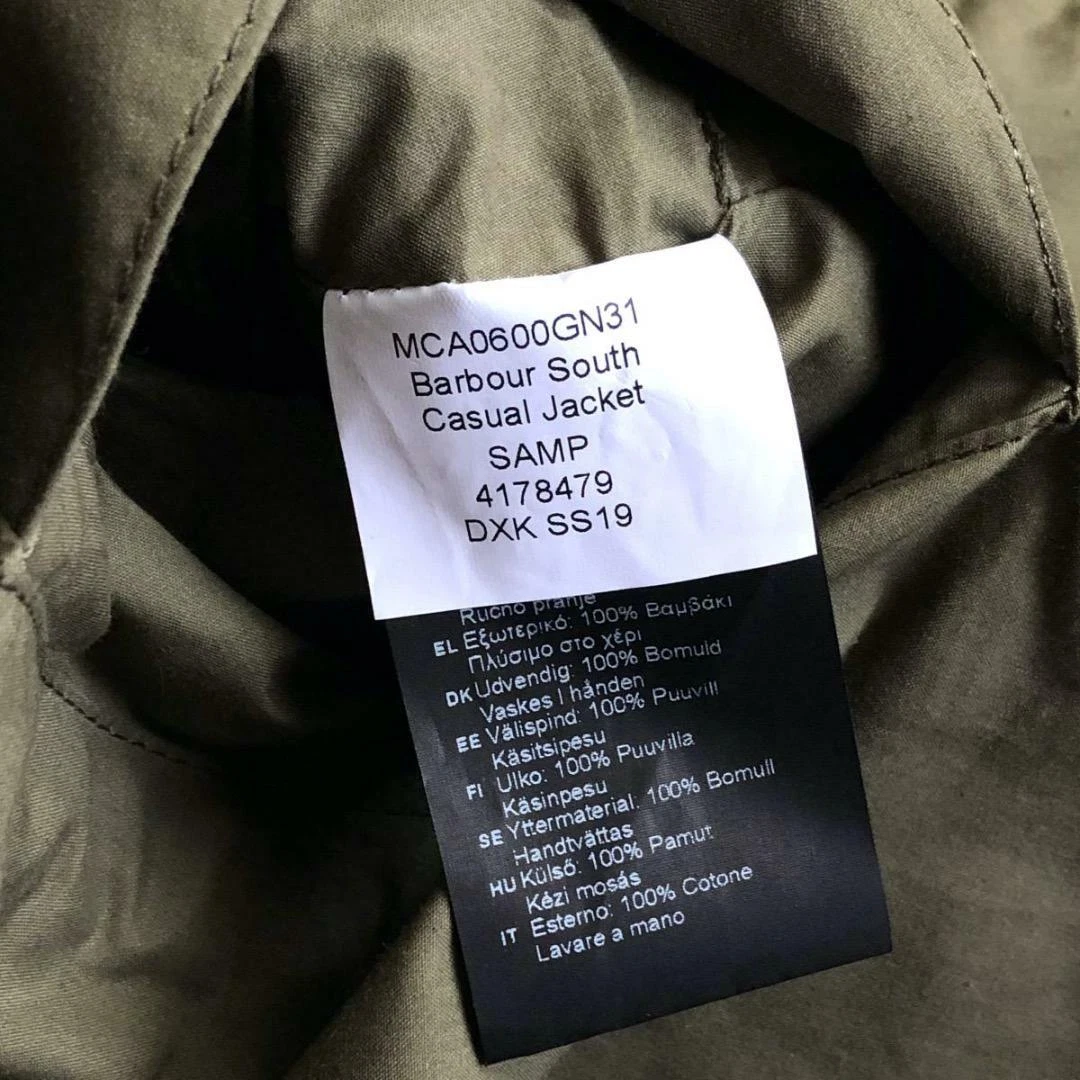 MCA0600GN31
Barbour South
Casual Jacket
SAMP
4178479
DXK SS19
Ručno pranje
EL Εξωτερικό: 100% Βαμβάκι
Πλύσιμο στο χέρι
DK Udvendig: 100% Bomuld
Vaskes I hånden
EE Välispind: 100% Puuvill
Käsitsipesu
FI Ulko: 100% Puuvilla
Käsinpesu
SE Yttermaterial: 100% Bomull
Handtvättas
HU Külső: 100% Pamut
Kézi mosás
IT Esterno: 100% Cotone
Lavare a mano